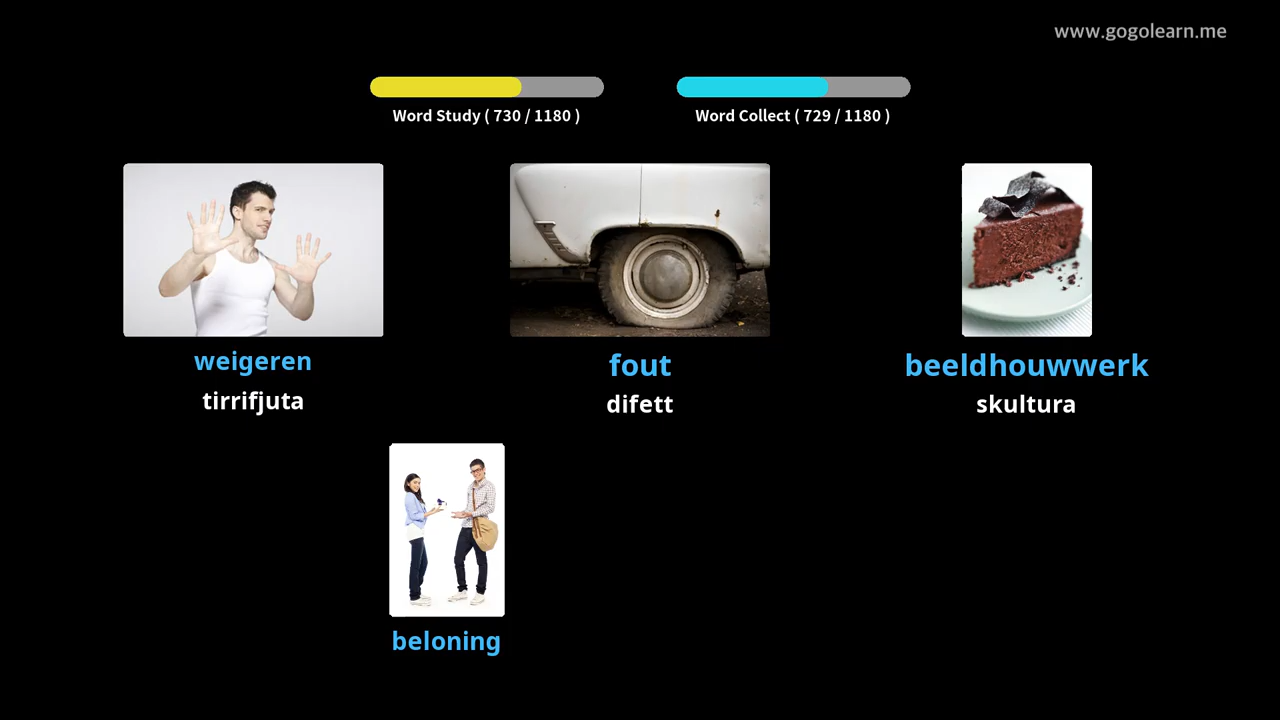 www.gogolearn.me
Word Study ( 730 / 1180 )
Word Collect ( 729 / 1180 )
weigeren
tirrifjuta
fout
difett
beeldhouwwerk
skultura
beloning